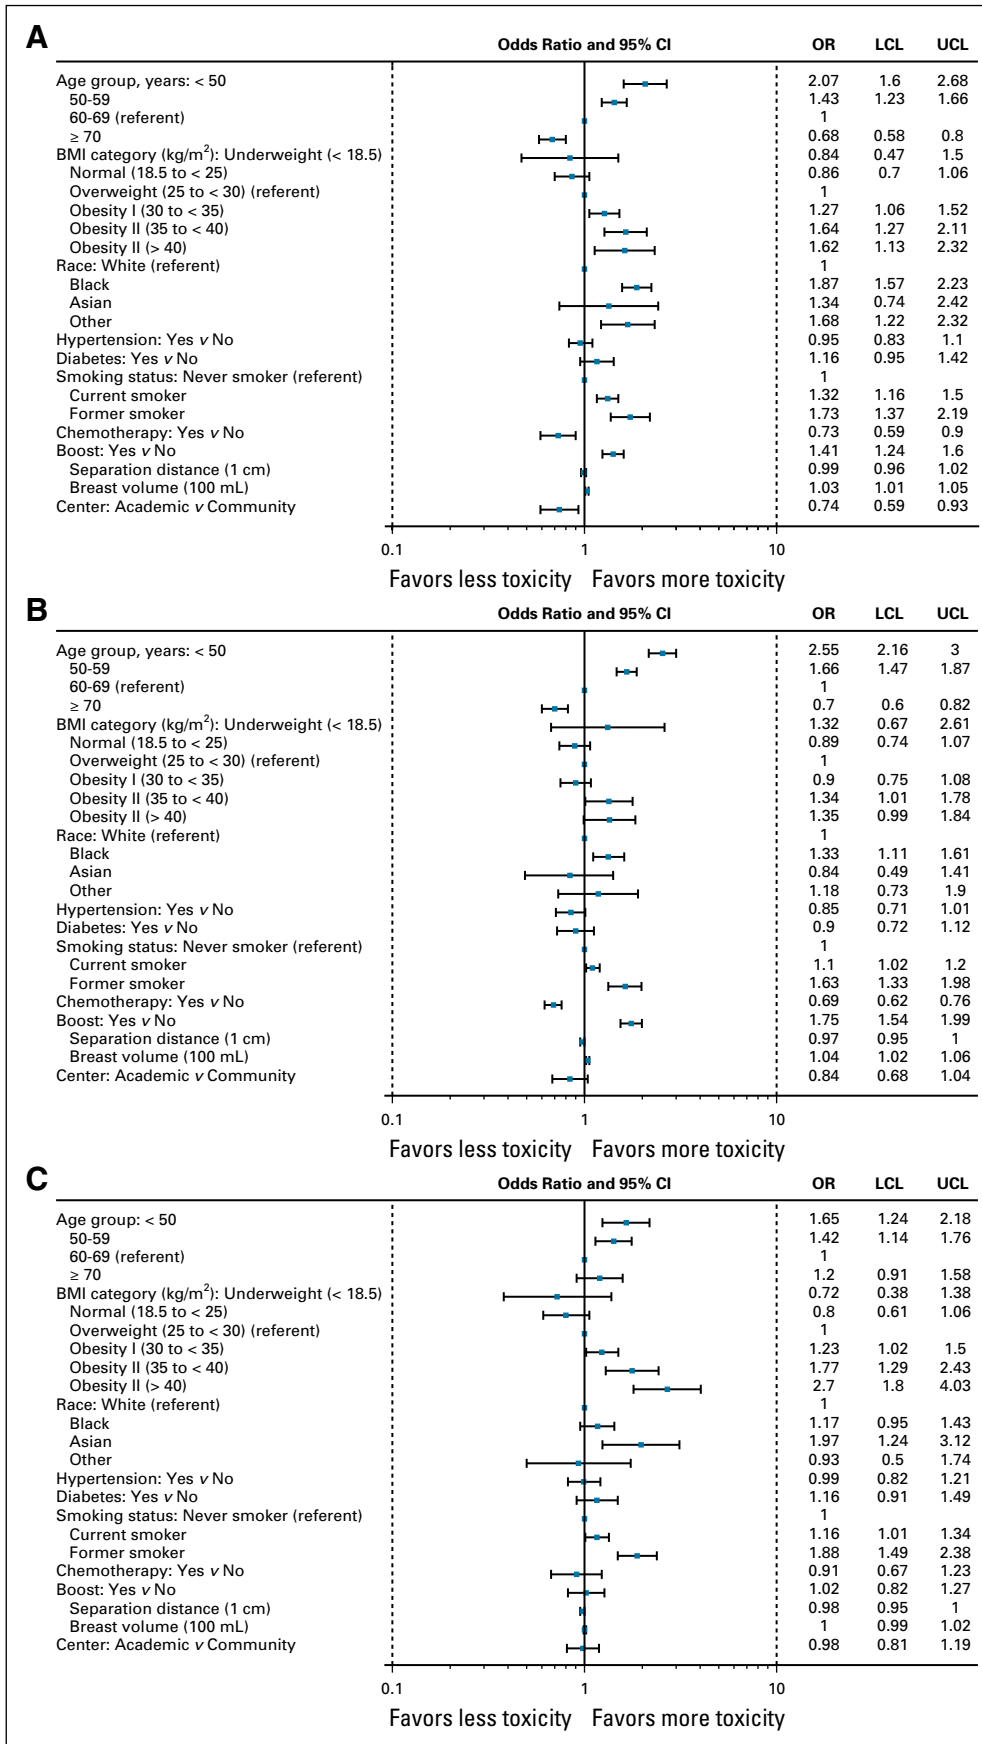 A
Odds Ratio and 95% CI OR LCL UCL
Age group, years: < 50 2.07 1.6 2.68
50-59 1.43 1.23 1.66
60-69 (referent) 1
≥ 70 0.68 0.58 0.8
BMI category (kg/m²): Underweight (< 18.5) 0.84 0.47 1.5
Normal (18.5 to < 25) 0.86 0.7 1.06
Overweight (25 to < 30) (referent) 1
Obesity I (30 to < 35) 1.27 1.06 1.52
Obesity II (35 to < 40) 1.64 1.27 2.11
Obesity II (> 40) 1.62 1.13 2.32
Race: White (referent) 1
Black 1.87 1.57 2.23
Asian 1.34 0.74 2.42
Other 1.68 1.22 2.32
Hypertension: Yes v No 0.95 0.83 1.1
Diabetes: Yes v No 1.16 0.95 1.42
Smoking status: Never smoker (referent) 1
Current smoker 1.32 1.16 1.5
Former smoker 1.73 1.37 2.19
Chemotherapy: Yes v No 0.73 0.59 0.9
Boost: Yes v No 1.41 1.24 1.6
Separation distance (1 cm) 0.99 0.96 1.02
Breast volume (100 mL) 1.03 1.01 1.05
Center: Academic v Community 0.74 0.59 0.93
0.1 1 10
Favors less toxicity Favors more toxicity
B
Odds Ratio and 95% CI OR LCL UCL
Age group, years: < 50 2.55 2.16 3
50-59 1.66 1.47 1.87
60-69 (referent) 1
≥ 70 0.7 0.6 0.82
BMI category (kg/m²): Underweight (< 18.5) 1.32 0.67 2.61
Normal (18.5 to < 25) 0.89 0.74 1.07
Overweight (25 to < 30) (referent) 1
Obesity I (30 to < 35) 0.9 0.75 1.08
Obesity II (35 to < 40) 1.34 1.01 1.78
Obesity II (> 40) 1.35 0.99 1.84
Race: White (referent) 1
Black 1.33 1.11 1.61
Asian 0.84 0.49 1.41
Other 1.18 0.73 1.9
Hypertension: Yes v No 0.85 0.71 1.01
Diabetes: Yes v No 0.9 0.72 1.12
Smoking status: Never smoker (referent) 1
Current smoker 1.1 1.02 1.2
Former smoker 1.63 1.33 1.98
Chemotherapy: Yes v No 0.69 0.62 0.76
Boost: Yes v No 1.75 1.54 1.99
Separation distance (1 cm) 0.97 0.95 1
Breast volume (100 mL) 1.04 1.02 1.06
Center: Academic v Community 0.84 0.68 1.04
0.1 1 10
Favors less toxicity Favors more toxicity
C
Odds Ratio and 95% CI OR LCL UCL
Age group: < 50 1.65 1.24 2.18
50-59 1.42 1.14 1.76
60-69 (referent) 1
≥ 70 1.2 0.91 1.58
BMI category (kg/m²): Underweight (< 18.5) 0.72 0.38 1.38
Normal (18.5 to < 25) 0.8 0.61 1.06
Overweight (25 to < 30) (referent) 1
Obesity I (30 to < 35) 1.23 1.02 1.5
Obesity II (35 to < 40) 1.77 1.29 2.43
Obesity II (> 40) 2.7 1.8 4.03
Race: White (referent) 1
Black 1.17 0.95 1.43
Asian 1.97 1.24 3.12
Other 0.93 0.5 1.74
Hypertension: Yes v No 0.99 0.82 1.21
Diabetes: Yes v No 1.16 0.91 1.49
Smoking status: Never smoker (referent) 1
Current smoker 1.16 1.01 1.34
Former smoker 1.88 1.49 2.38
Chemotherapy: Yes v No 0.91 0.67 1.23
Boost: Yes v No 1.02 0.82 1.27
Separation distance (1 cm) 0.98 0.95 1
Breast volume (100 mL) 1 0.99 1.02
Center: Academic v Community 0.98 0.81 1.19
0.1 1 10
Favors less toxicity Favors more toxicity